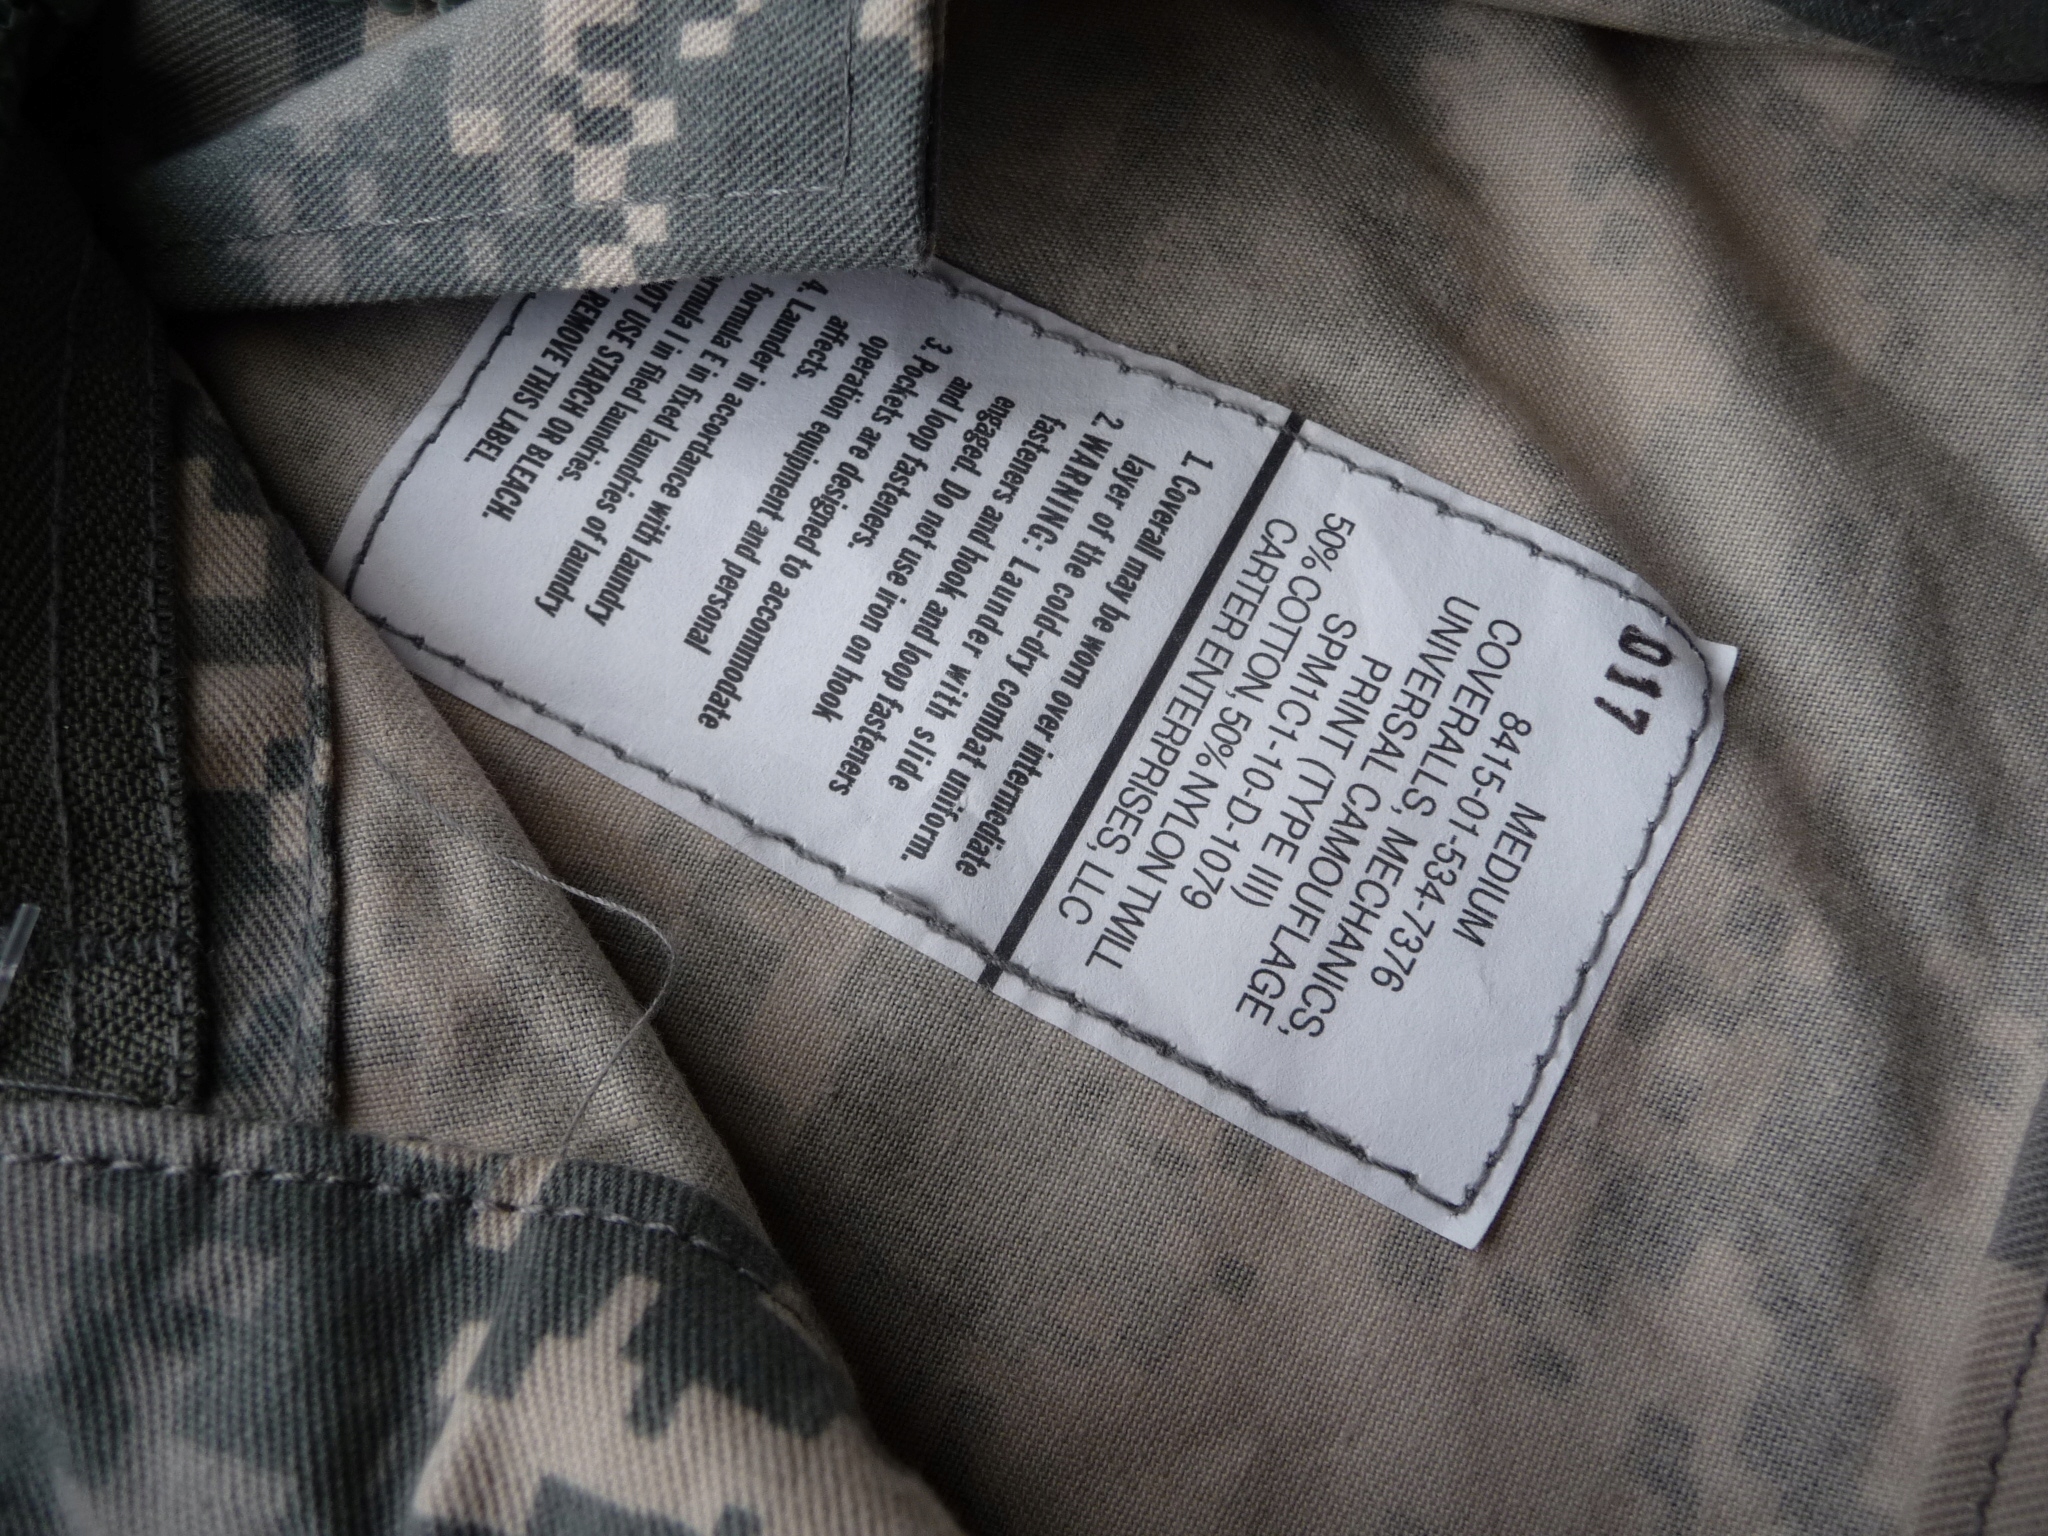 017
MEDIUM
8415-01-534-7376
COVERALLS, MECHANICS,
UNIVERSAL CAMOUFLAGE
PRINT (TYPE III)
SPM1C1-10-D-1079
50% COTTON, 50% NYLON TWILL
CARTER ENTERPRISES, LLC
1. Coverall may be worn over intermediate
layer of the cold-dry combat uniform.
2 WARNING: Launder with slide
fasteners and hook and loop fasteners
engaged. Do not use iron on hook
and loop fasteners.
3. Pockets are designed to accommodate
operation equipment and personal
affects.
4. Launder in accordance with laundry
formula E in fixed laundries of laundry
rmula I in filed laundries.
NOT USE STARCH OR BLEACH.
REMOVE THIS LABEL.